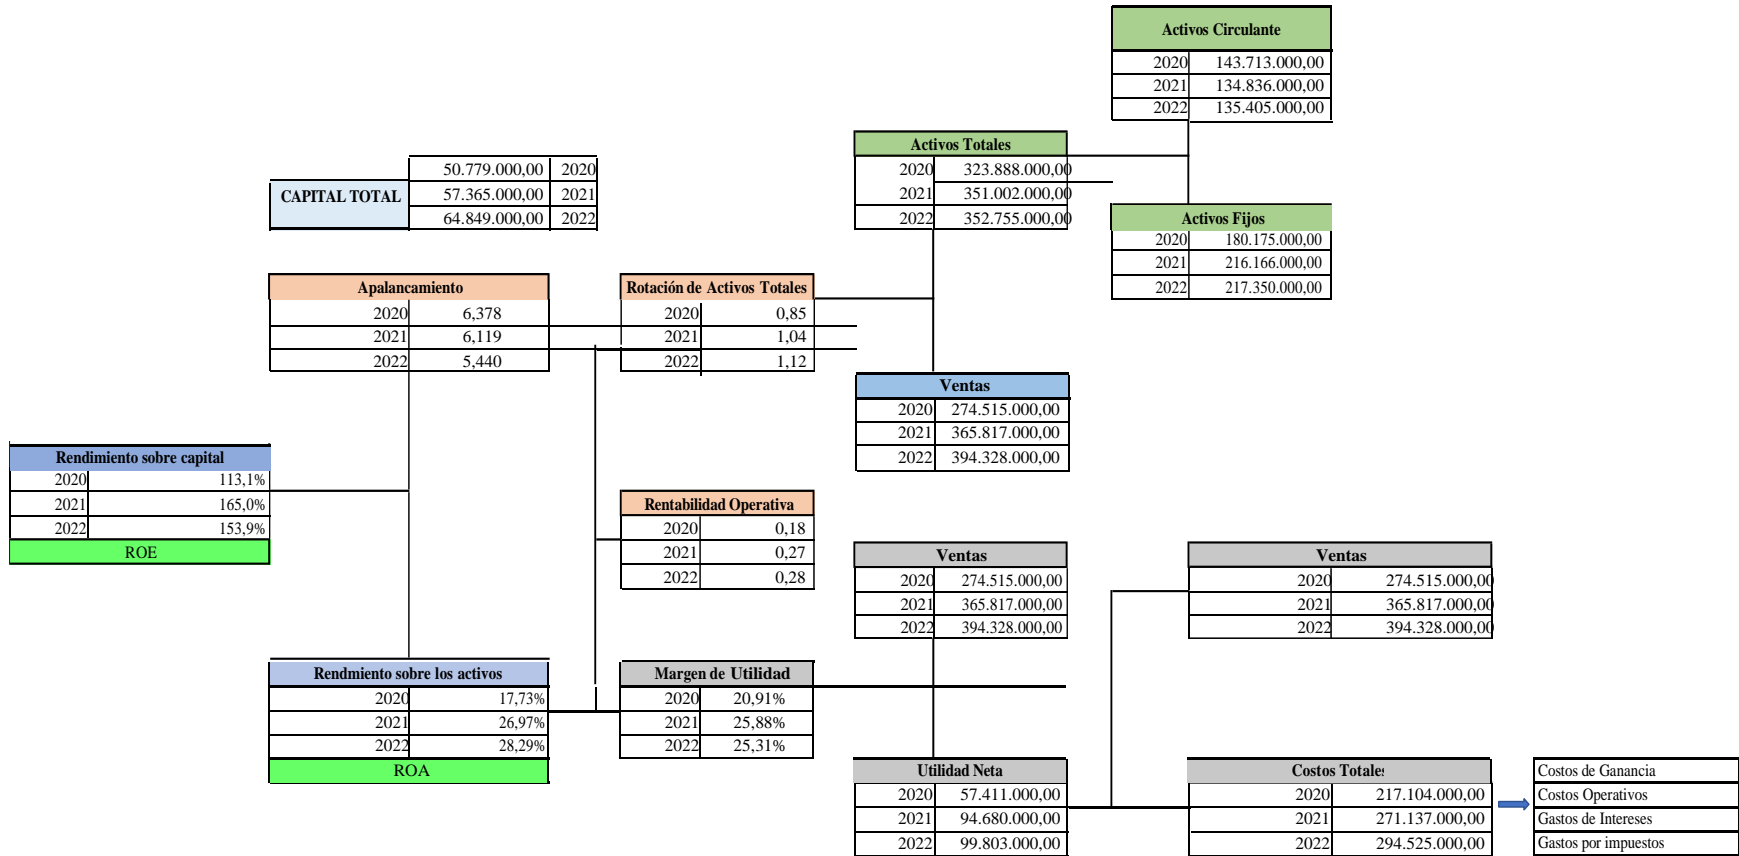 Activos Circulante
2020 143.713.000,00
2021 134.836.000,00
2022 135.405.000,00
Activos Totales
2020 323.888.000,00
2021 351.002.000,00
2022 352.755.000,00
CAPITAL TOTAL
50.779.000,00 2020
57.365.000,00 2021
64.849.000,00 2022
Activos Fijos
2020 180.175.000,00
2021 216.166.000,00
2022 217.350.000,00
Apalancamiento
2020 6,378
2021 6,119
2022 5,440
Rotación de Activos Totales
2020 0,85
2021 1,04
2022 1,12
Ventas
2020 274.515.000,00
2021 365.817.000,00
2022 394.328.000,00
Rendimiento sobre capital
2020 113,1%
2021 165,0%
2022 153,9%
ROE
Rentabilidad Operativa
2020 0,18
2021 0,27
2022 0,28
Ventas
2020 274.515.000,00
2021 365.817.000,00
2022 394.328.000,00
Ventas
2020 274.515.000,00
2021 365.817.000,00
2022 394.328.000,00
Rendmiento sobre los activos
2020 17,73%
2021 26,97%
2022 28,29%
ROA
Margen de Utilidad
2020 20,91%
2021 25,88%
2022 25,31%
Utilidad Neta
2020 57.411.000,00
2021 94.680.000,00
2022 99.803.000,00
Costos Totales
2020 217.104.000,00
2021 271.137.000,00
2022 294.525.000,00
Costos de Ganancia
Costos Operativos
Gastos de Intereses
Gastos por impuestos